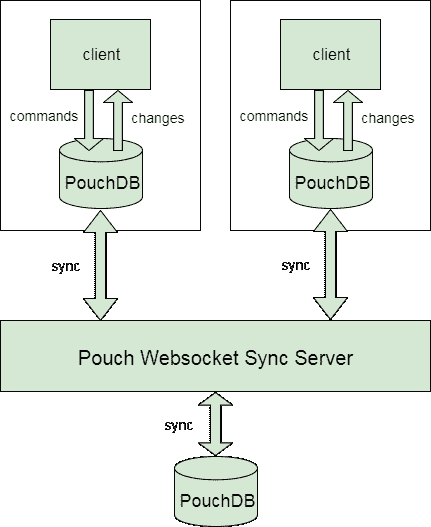 client
client
commands
changes
commands
changes
PouchDB
PouchDB
sync
sync
Pouch Websocket Sync Server
sync
PouchDB